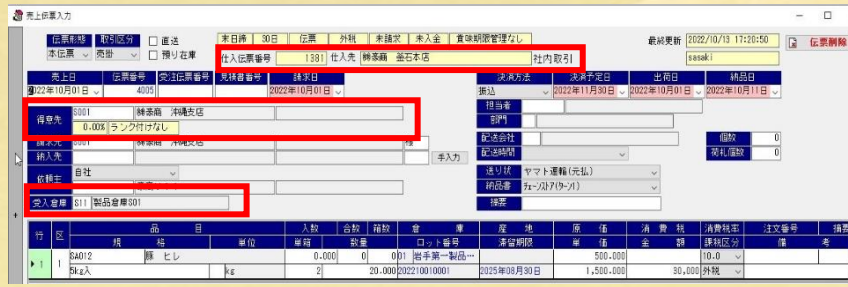 売上伝票入力
伝票形態 取引区分 直送 末日締 30日 伝票 外税 未請求 未入金 賞味期限管理なし 最終更新 2022/10/13 17:20:50 伝票削除
本伝票 売掛 預り在庫 仕入伝票番号 1381 仕入先 釜石本店 社内取引 sasaki
売上日 伝票番号 受注伝票番号 見積書番号 請求日 決済方法 決済予定日 出荷日 納品日
2022年10月01日 4005 2022年10月01日 振込 2022年11月30日 2022年10月01日 2022年10月11日
得意先 S001 沖縄支店 担当者
0.00% ランク付けなし 部門
請求先 S001 沖縄支店 様 配送会社 個数 0
納入先 手入力 配送時間 荷札個数 0
依頼主 自社 送り状 ヤマト運輸(元払)
納品書 チェーンストア(ターン1)
受入倉庫 S11 製品倉庫S01 摘要
行 区 品目 入数 合数 箱数 倉庫 産地 原価 消費税 消費税率 注文番号 摘要
規格 単位 単箱 数量 ロット番号 滞留期限 単価 金額 課税区分 備考
1 1 SA012 豚 ヒレ 0.000 0 0 01 岩手第一製品… 500.000 10.0
5kg入 kg 2 20.000 202210010001 2025年08月30日 1,500.000 30,000 外税